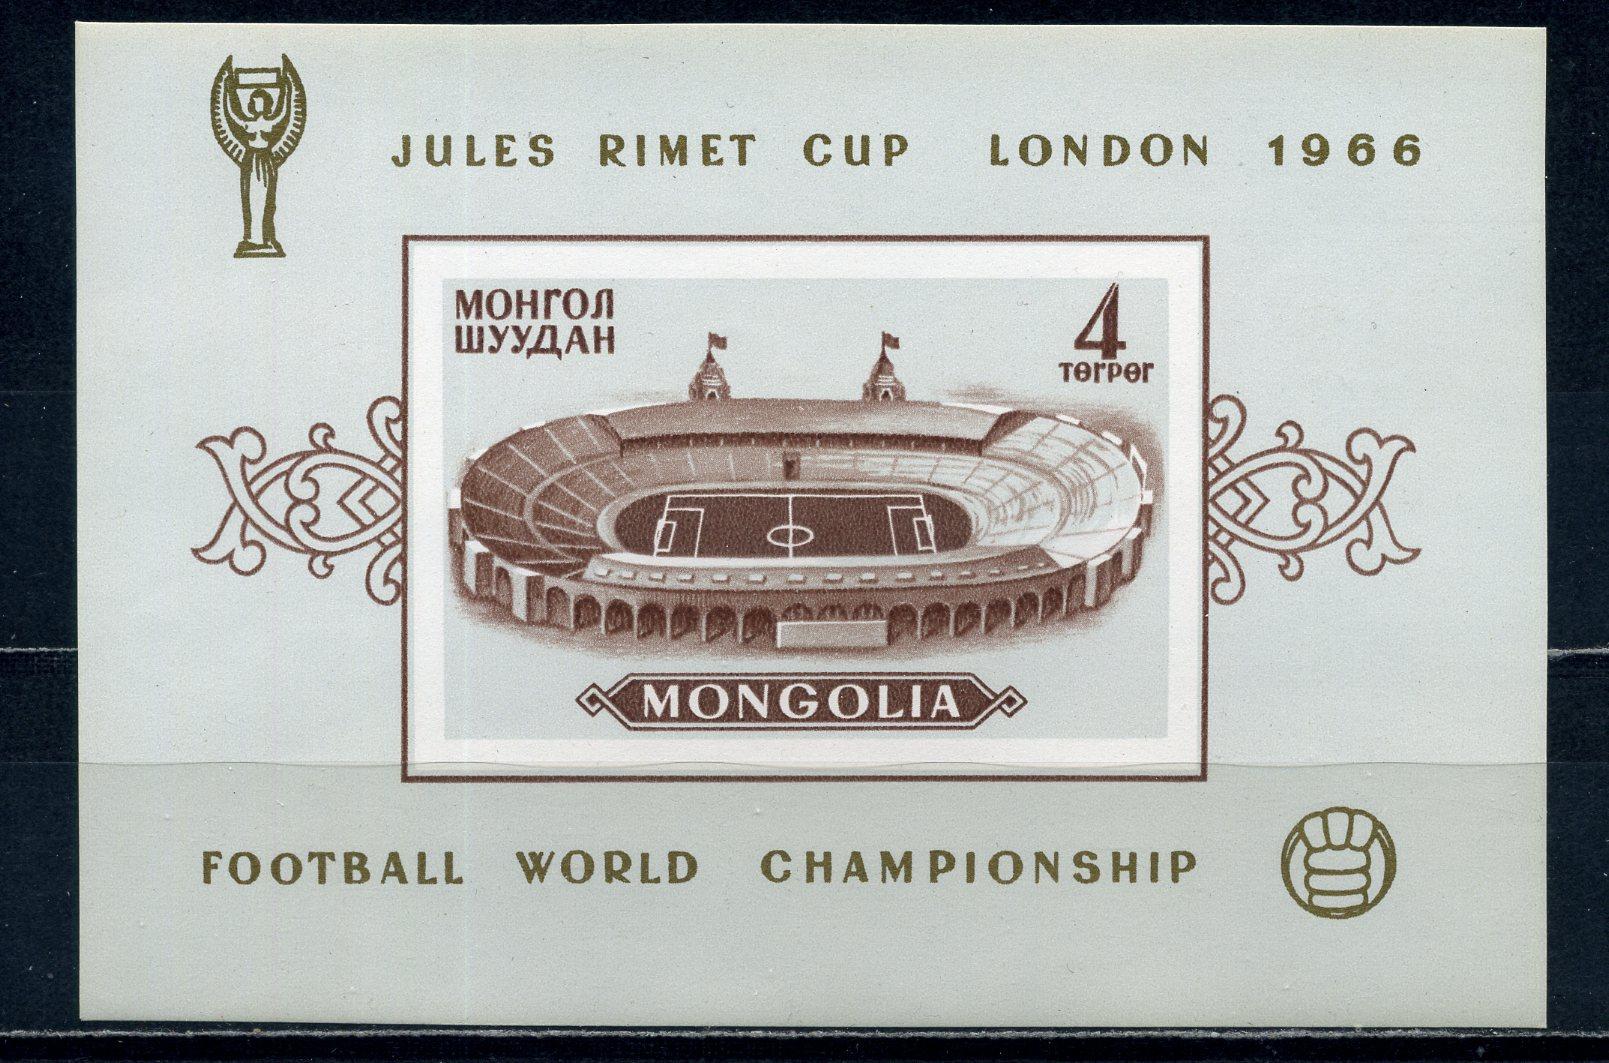 JULES RIMET CUP LONDON 1966
МОНГОЛ
ШУУДАН
4
төгрөг
MONGOLIA
FOOTBALL WORLD CHAMPIONSHIP